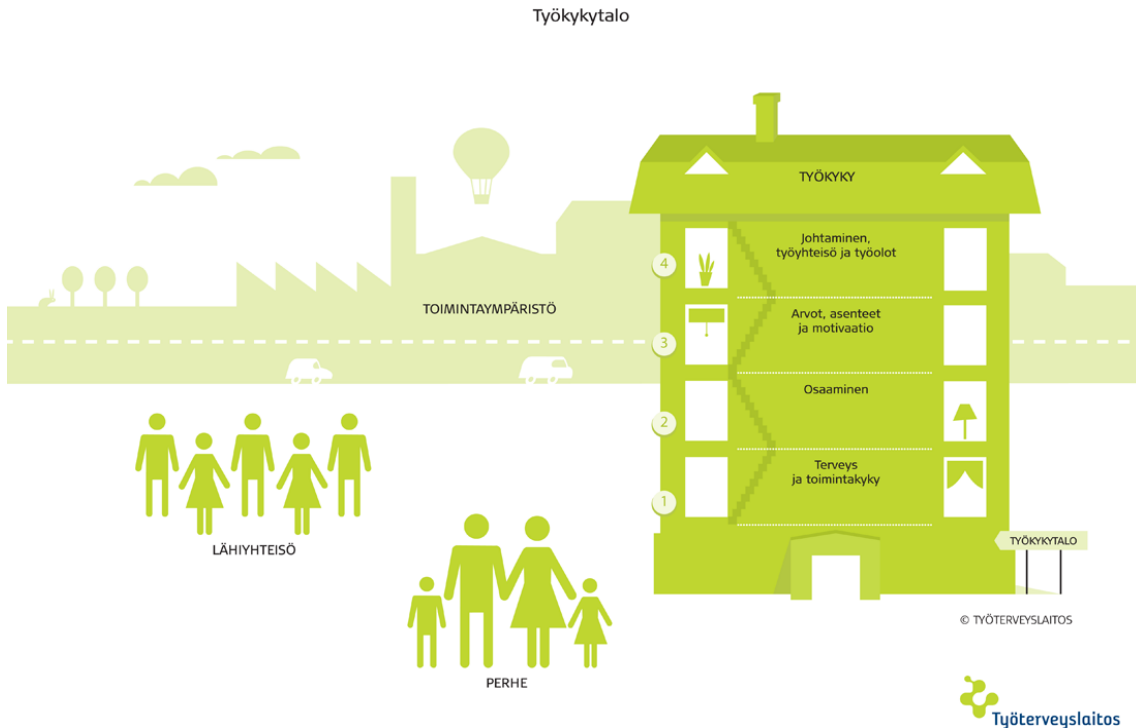 Työkykytalo
TYÖKYKY
4
Johtaminen,
työyhteisö ja työolot
TOIMINTAYMPÄRISTÖ
3
Arvot, asenteet
ja motivaatio
2
Osaaminen
1
Terveys
ja toimintakyky
LÄHIYHTEISÖ
TYÖKYKYTALO
PERHE
© TYÖTERVEYSLAITOS
Työterveyslaitos